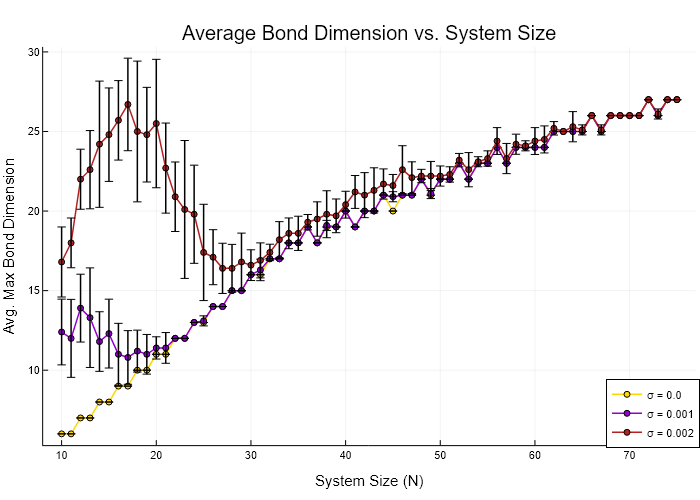 Average Bond Dimension vs. System Size
30
25
20
15
10
Avg. Max Bond Dimension
10 20 30 40 50 60 70
System Size (N)
σ = 0.0
σ = 0.001
σ = 0.002